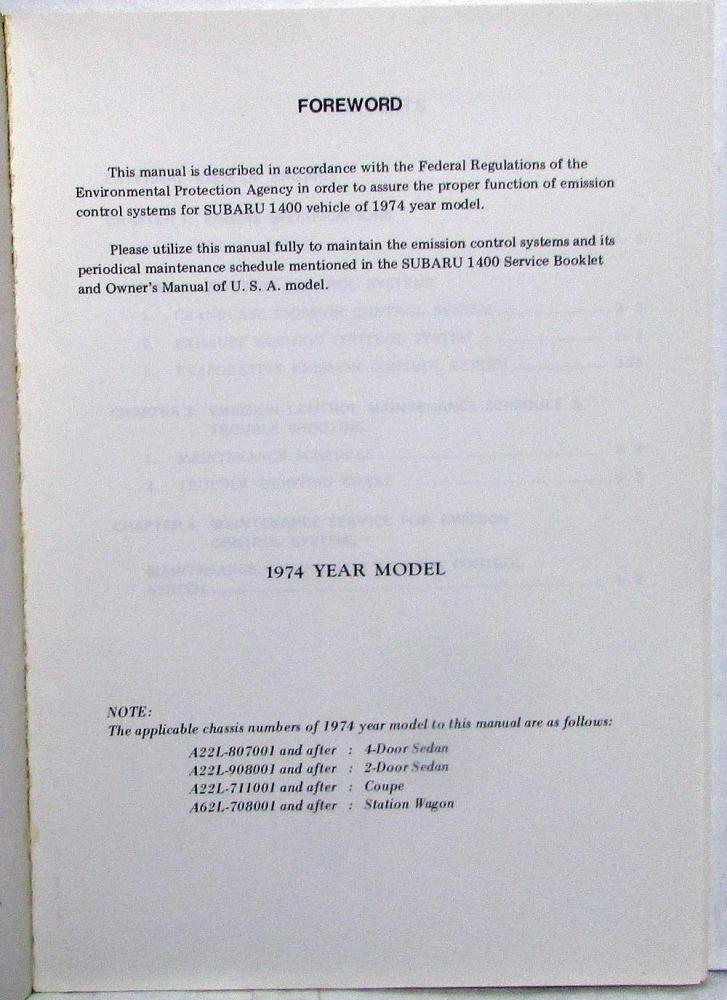 FOREWORD
This manual is described in accordance with the Federal Regulations of the
Environmental Protection Agency in order to assure the proper function of emission
control systems for SUBARU 1400 vehicle of 1974 year model.
Please utilize this manual fully to maintain the emission control systems and its
periodical maintenance schedule mentioned in the SUBARU 1400 Service Booklet
and Owner's Manual of U. S. A. model.
1974 YEAR MODEL
NOTE:
The applicable chassis numbers of 1974 year model to this manual are as follows:
A22L-807001 and after : 4-Door Sedan
A22L-908001 and after : 2-Door Sedan
A22L-711001 and after : Coupe
A62L-708001 and after : Station Wagon